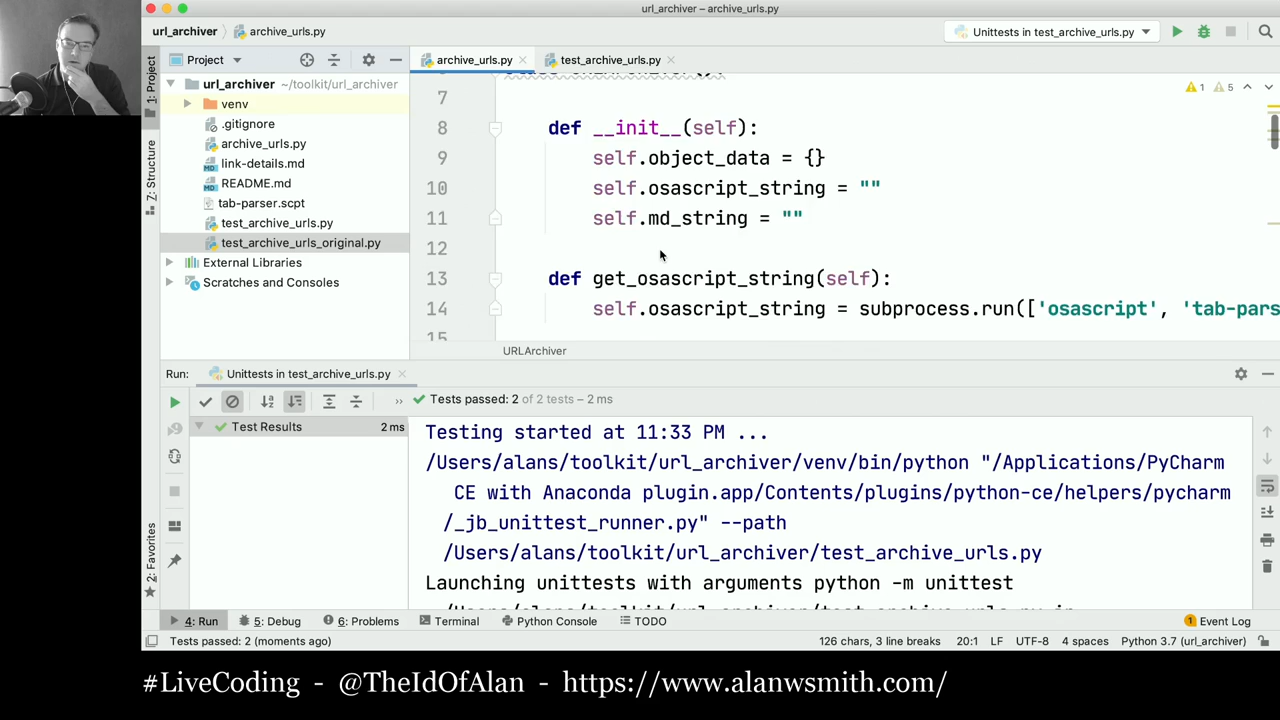 url_archiver – archive_urls.py
url_archiver
archive_urls.py
Unittests in test_archive_urls.py
1: Project
Z: Structure
2: Favorites
Project
url_archiver ~/toolkit/url_archiver
venv
.gitignore
archive_urls.py
link-details.md
README.md
tab-parser.scpt
test_archive_urls.py
test_archive_urls_original.py
External Libraries
Scratches and Consoles
archive_urls.py
test_archive_urls.py
1 5
7
8 def __init__(self):
9 self.object_data = {}
10 self.osascript_string = ""
11 self.md_string = ""
12
13 def get_osascript_string(self):
14 self.osascript_string = subprocess.run(['osascript', 'tab-pars
15
URLArchiver
Run: Unittests in test_archive_urls.py
Tests passed: 2 of 2 tests – 2 ms
Test Results 2 ms
Testing started at 11:33 PM ...
/Users/alans/toolkit/url_archiver/venv/bin/python "/Applications/PyCharm
CE with Anaconda plugin.app/Contents/plugins/python-ce/helpers/pycharm
/_jb_unittest_runner.py" --path
/Users/alans/toolkit/url_archiver/test_archive_urls.py
Launching unittests with arguments python -m unittest
4: Run 5: Debug 6: Problems Terminal Python Console TODO 1 Event Log
Tests passed: 2 (moments ago) 126 chars, 3 line breaks 20:1 LF UTF-8 4 spaces Python 3.7 (url_archiver)
#LiveCoding - @TheIdOfAlan - https://www.alanwsmith.com/